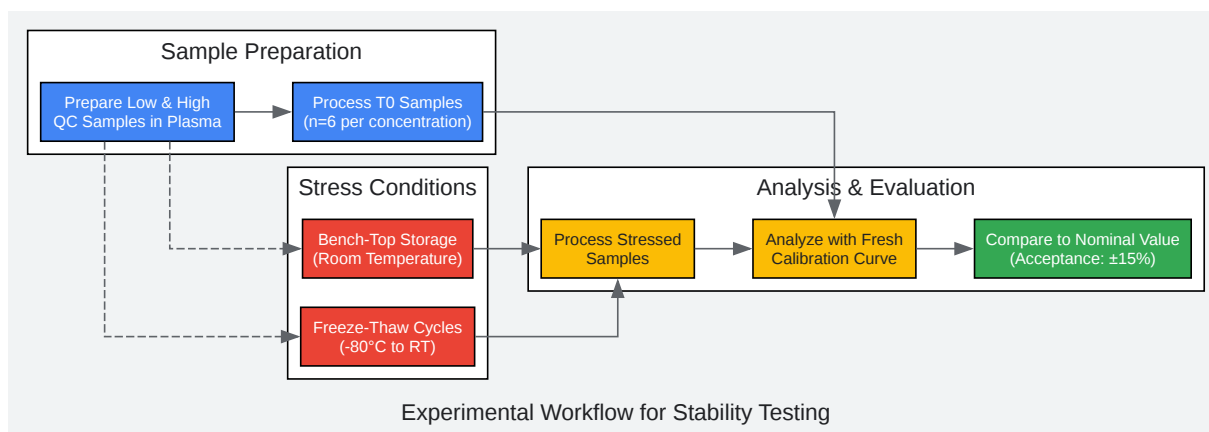 Sample Preparation
Prepare Low & High
QC Samples in Plasma
Process T0 Samples
(n=6 per concentration)
Stress Conditions
Bench-Top Storage
(Room Temperature)
Freeze-Thaw Cycles
(-80°C to RT)
Analysis & Evaluation
Process Stressed
Samples
Analyze with Fresh
Calibration Curve
Compare to Nominal Value
(Acceptance: ±15%)
Experimental Workflow for Stability Testing